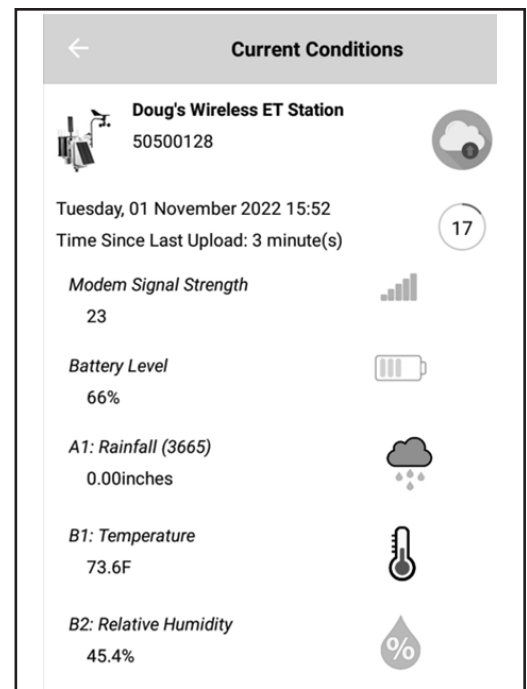 Current Conditions
Doug's Wireless ET Station
50500128
Tuesday, 01 November 2022 15:52
17
Time Since Last Upload: 3 minute(s)
Modem Signal Strength
23
Battery Level
66%
A1: Rainfall (3665)
0.00inches
B1: Temperature
73.6F
B2: Relative Humidity
45.4%
%